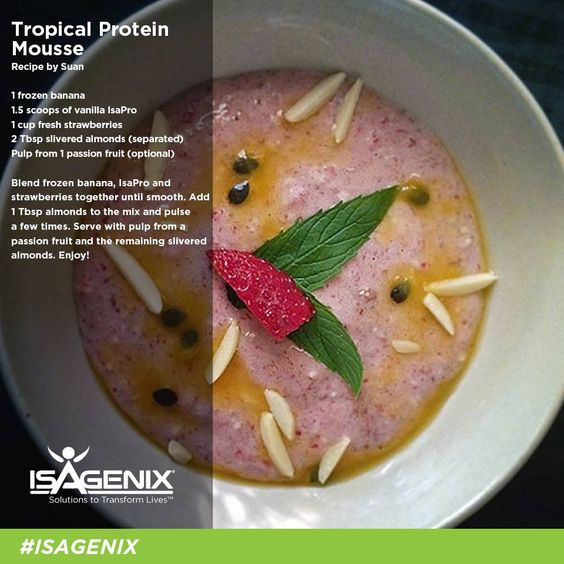 Tropical Protein
Mousse
Recipe by Suan
1 frozen banana
1.5 scoops of vanilla IsaPro
1 cup fresh strawberries
2 Tbsp slivered almonds (separated)
Pulp from 1 passion fruit (optional)
Blend frozen banana, IsaPro and
strawberries together until smooth. Add
1 Tbsp almonds to the mix and pulse
a few times. Serve with pulp from a
passion fruit and the remaining slivered
almonds. Enjoy!
ISAGENIX®
Solutions to Transform Lives™
#ISAGENIX